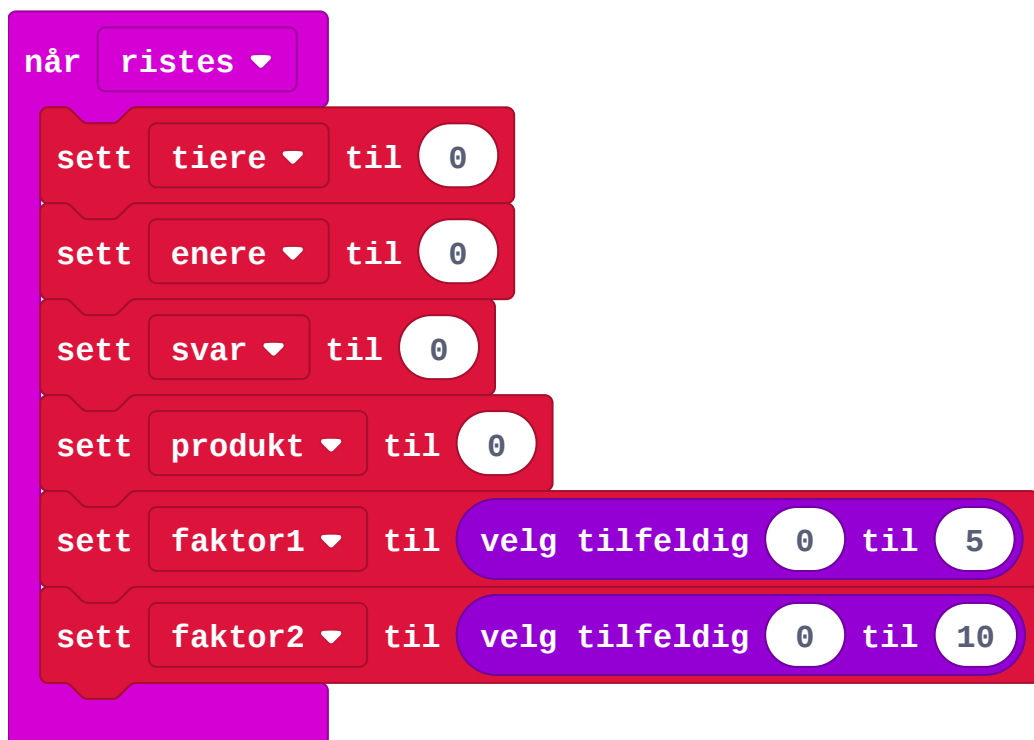 når ristes
sett tiere til 0
sett enere til 0
sett svar til 0
sett produkt til 0
sett faktor1 til velg tilfeldig 0 til 5
sett faktor2 til velg tilfeldig 0 til 10